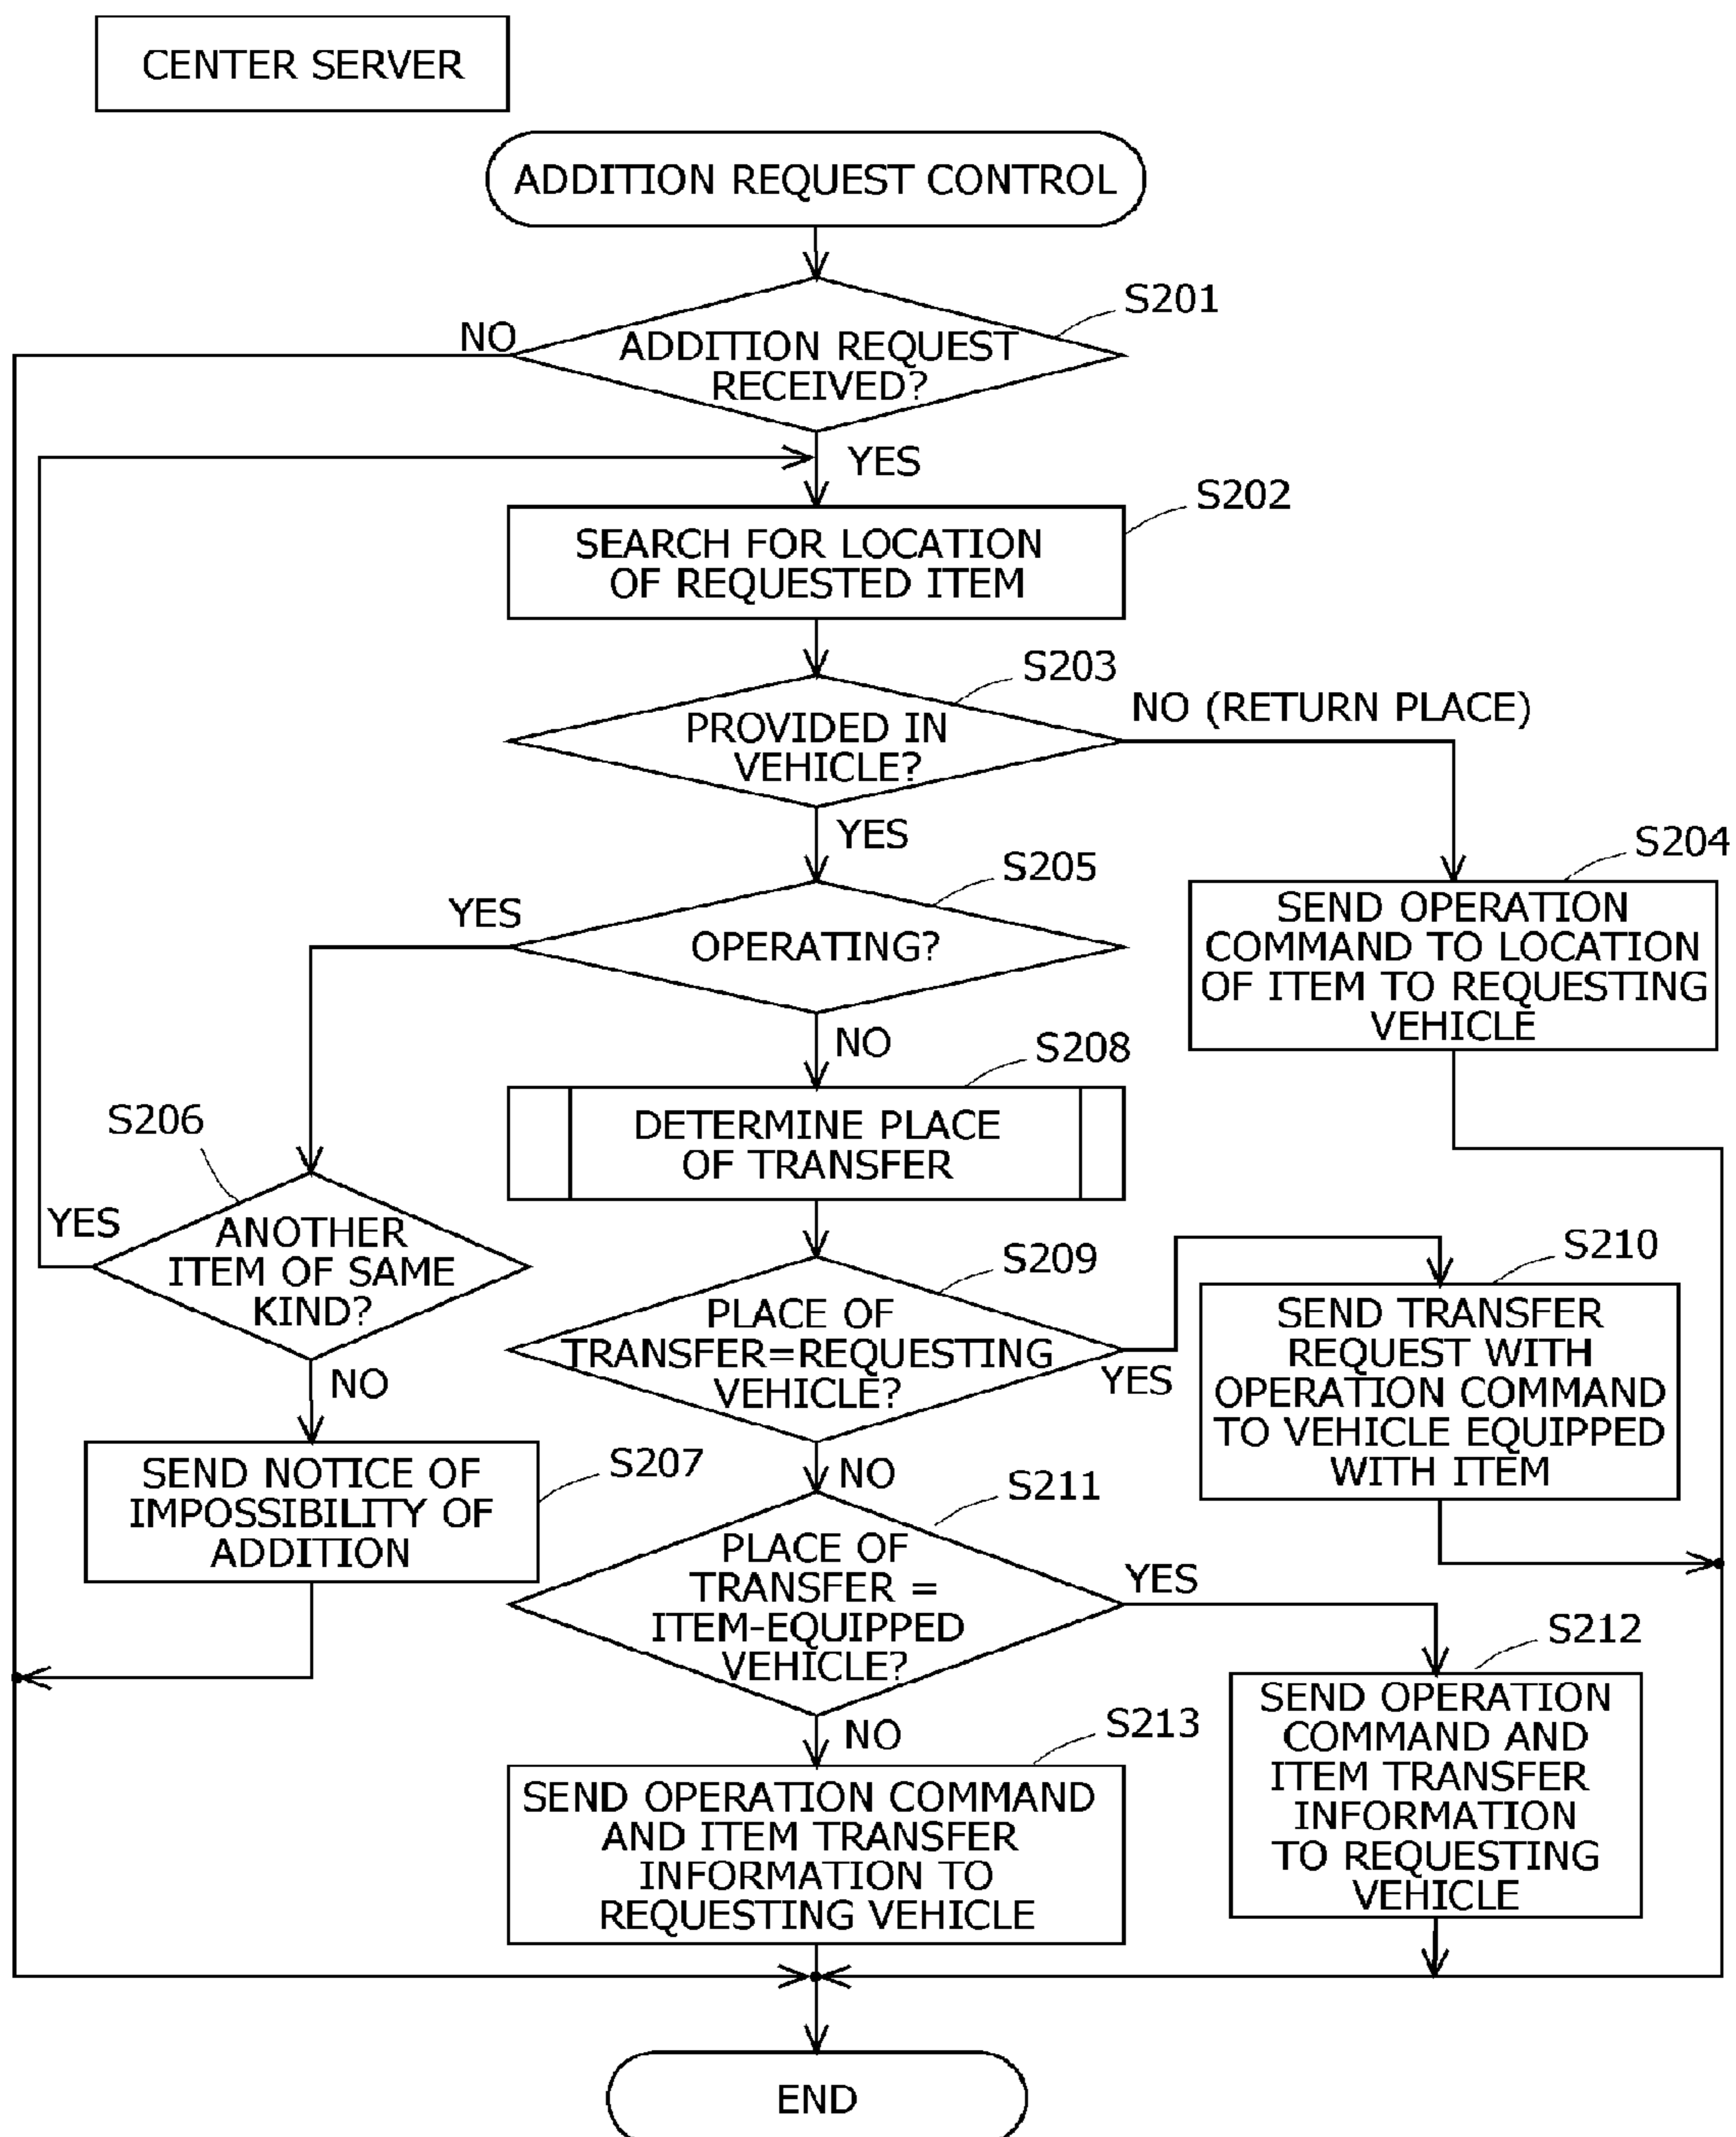 CENTER SERVER
ADDITION REQUEST CONTROL
S201
NO
ADDITION REQUEST
RECEIVED?
YES
S202
SEARCH FOR LOCATION
OF REQUESTED ITEM
S203
NO (RETURN PLACE)
PROVIDED IN
VEHICLE?
YES
S204
SEND OPERATION
COMMAND TO LOCATION
OF ITEM TO REQUESTING
VEHICLE
S205
YES
OPERATING?
NO
S208
DETERMINE PLACE
OF TRANSFER
S206
YES
ANOTHER
ITEM OF SAME
KIND?
NO
S209
PLACE OF
TRANSFER=REQUESTING
VEHICLE?
YES
S210
SEND TRANSFER
REQUEST WITH
OPERATION COMMAND
TO VEHICLE EQUIPPED
WITH ITEM
NO
S207
SEND NOTICE OF
IMPOSSIBILITY OF
ADDITION
S211
PLACE OF
TRANSFER =
ITEM-EQUIPPED
VEHICLE?
YES
S212
SEND OPERATION
COMMAND AND
ITEM TRANSFER
INFORMATION
TO REQUESTING
VEHICLE
NO
S213
SEND OPERATION COMMAND
AND ITEM TRANSFER
INFORMATION TO
REQUESTING VEHICLE
END